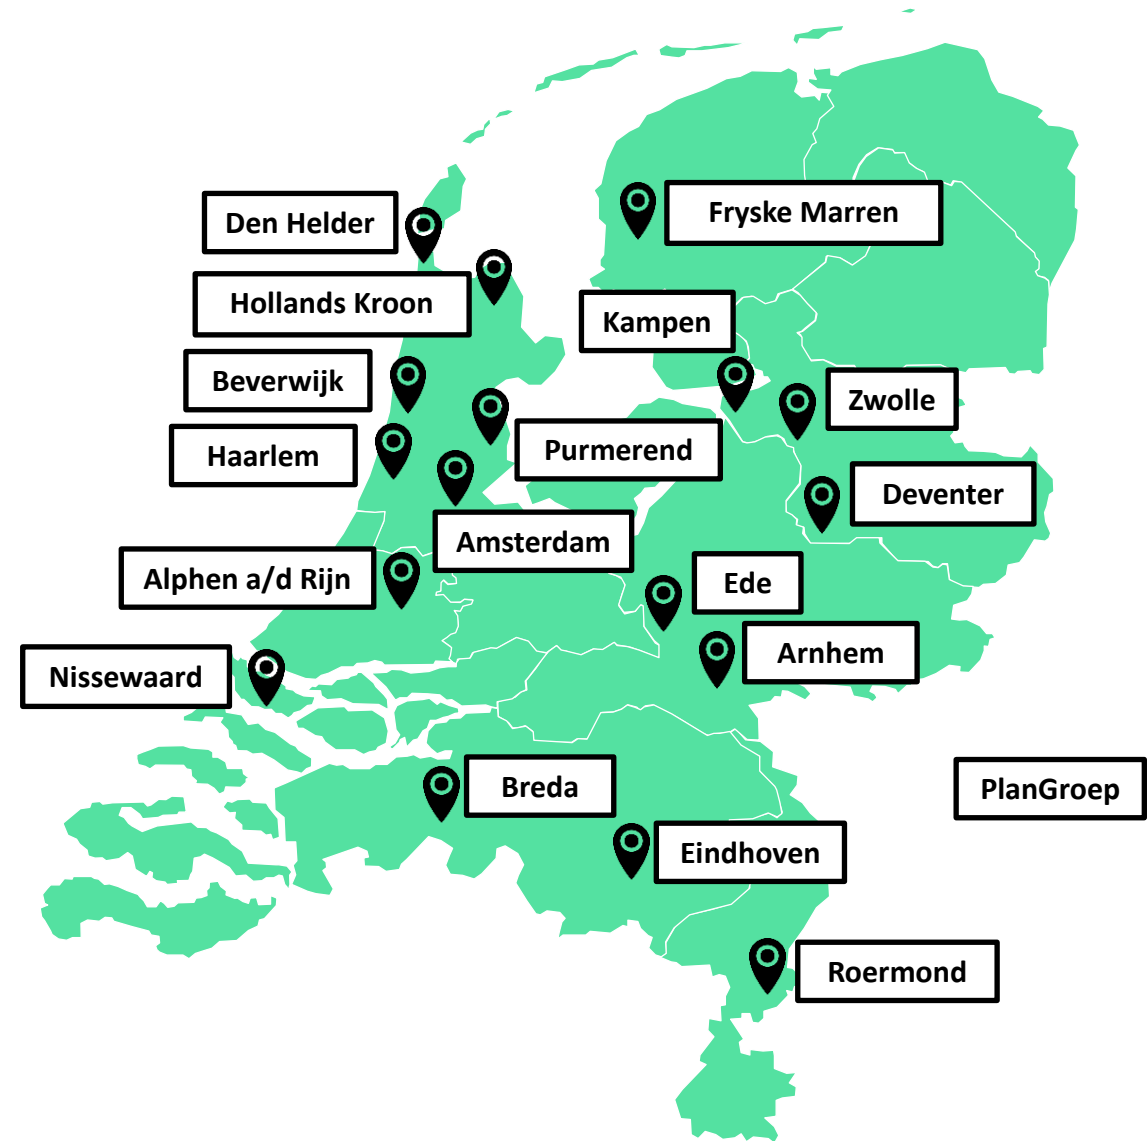 Fryske Marren
Den Helder
Hollands Kroon
Kampen
Beverwijk
Zwolle
Haarlem
Purmerend
Deventer
Amsterdam
Alphen a/d Rijn
Ede
Arnhem
Nissewaard
Breda
PlanGroep
Eindhoven
Roermond